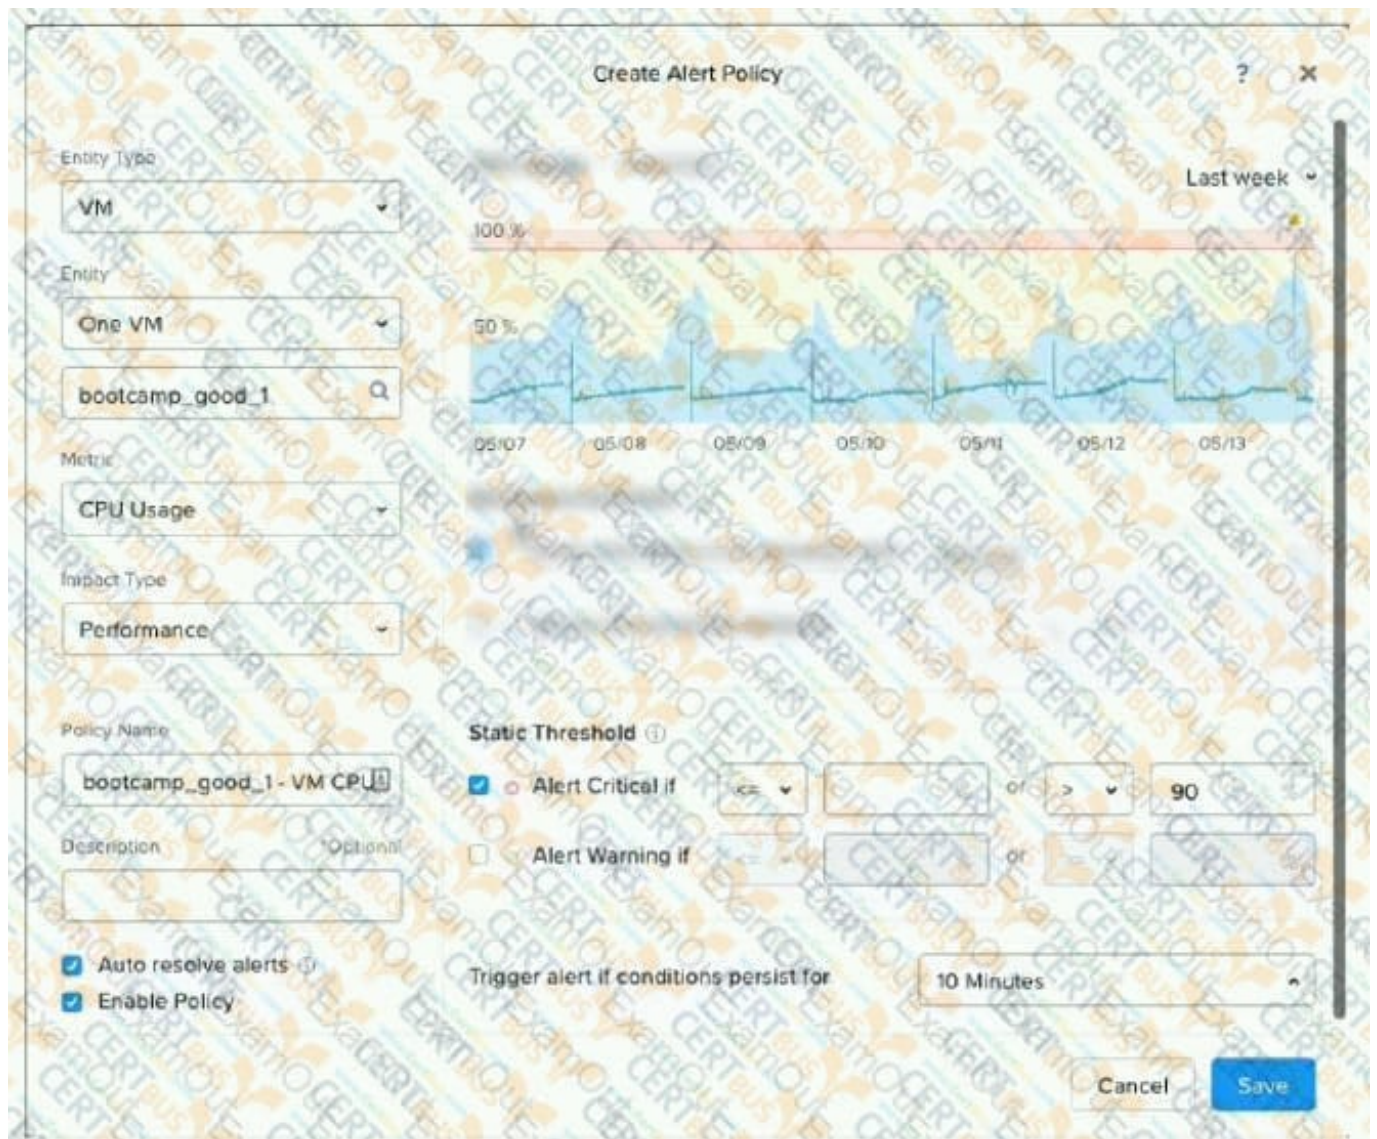 Create Alert Policy
?
Entity Type
VM
Entity
One VM
bootcamp_good_1
Metric
CPU Usage
Impact Type
Performance
Policy Name
bootcamp_good_1 - VM CPU
Description
*Optional
Auto resolve alerts
Enable Policy
Last week
100 %
50 %
05/07 05/08 05/09 05/10 05/11 05/12 05/13
Static Threshold
Alert Critical if <= or > 90
Alert Warning if <= or
Trigger alert if conditions persist for 10 Minutes
Cancel Save
CERTBUS